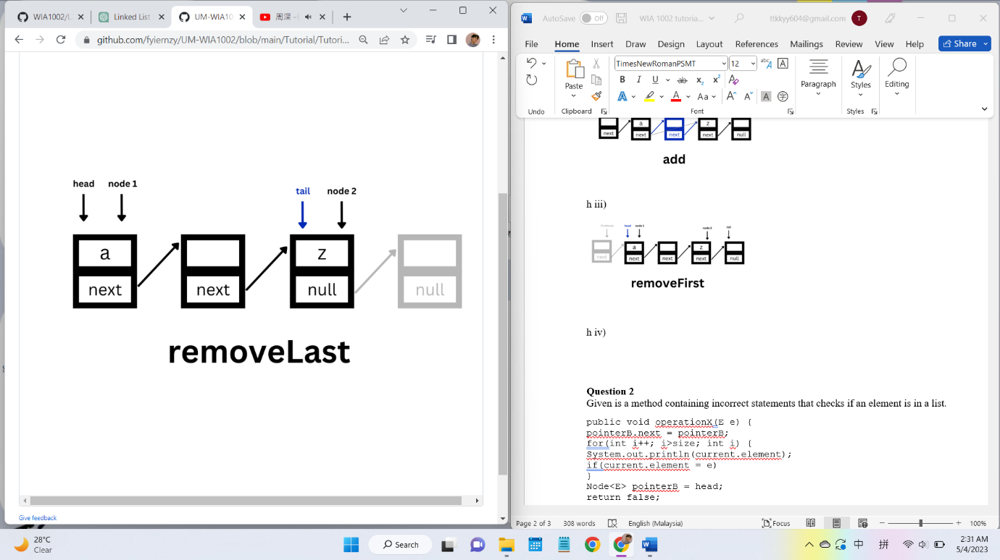 WIA1002/L
Linked List
UM-WIA10
周深 -
github.com/fyiernzy/UM-WIA1002/blob/main/Tutorial/Tutori...
head node 1
tail node 2
a z
next next null null
removeLast
Give feedback
AutoSave Off WIA 1002 tutoria... ttkkyy604@gmail.com T
File Home Insert Draw Design Layout References Mailings Review View Help Share
TimesNewRomanPSMT 12
Paste
Paragraph Styles Editing
Undo Clipboard Font Styles
a z
next next next next null
add
h iii)
head node 1 node 2 tail
a z
next next next next null
removeFirst
h iv)
Question 2
Given is a method containing incorrect statements that checks if an element is in a list.
public void operationX(E e) {
pointerB.next = pointerB;
for(int i++; i>size; int i) {
System.out.println(current.element);
if(current.element = e)
}
Node<E> pointerB = head;
return false;
Page 2 of 3 308 words English (Malaysia) Focus 100%
28°C
Clear
Search
中 拼
2:31 AM
5/4/2023